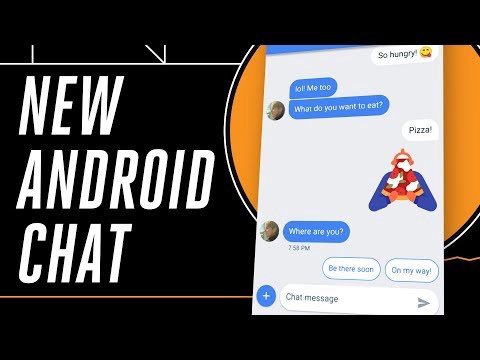 NEW
ANDROID
CHAT
So hungry! 😋
lol! Me too
What do you want to eat?
Pizza!
Where are you?
7:58 PM
Be there soon
On my way!
+
Chat message